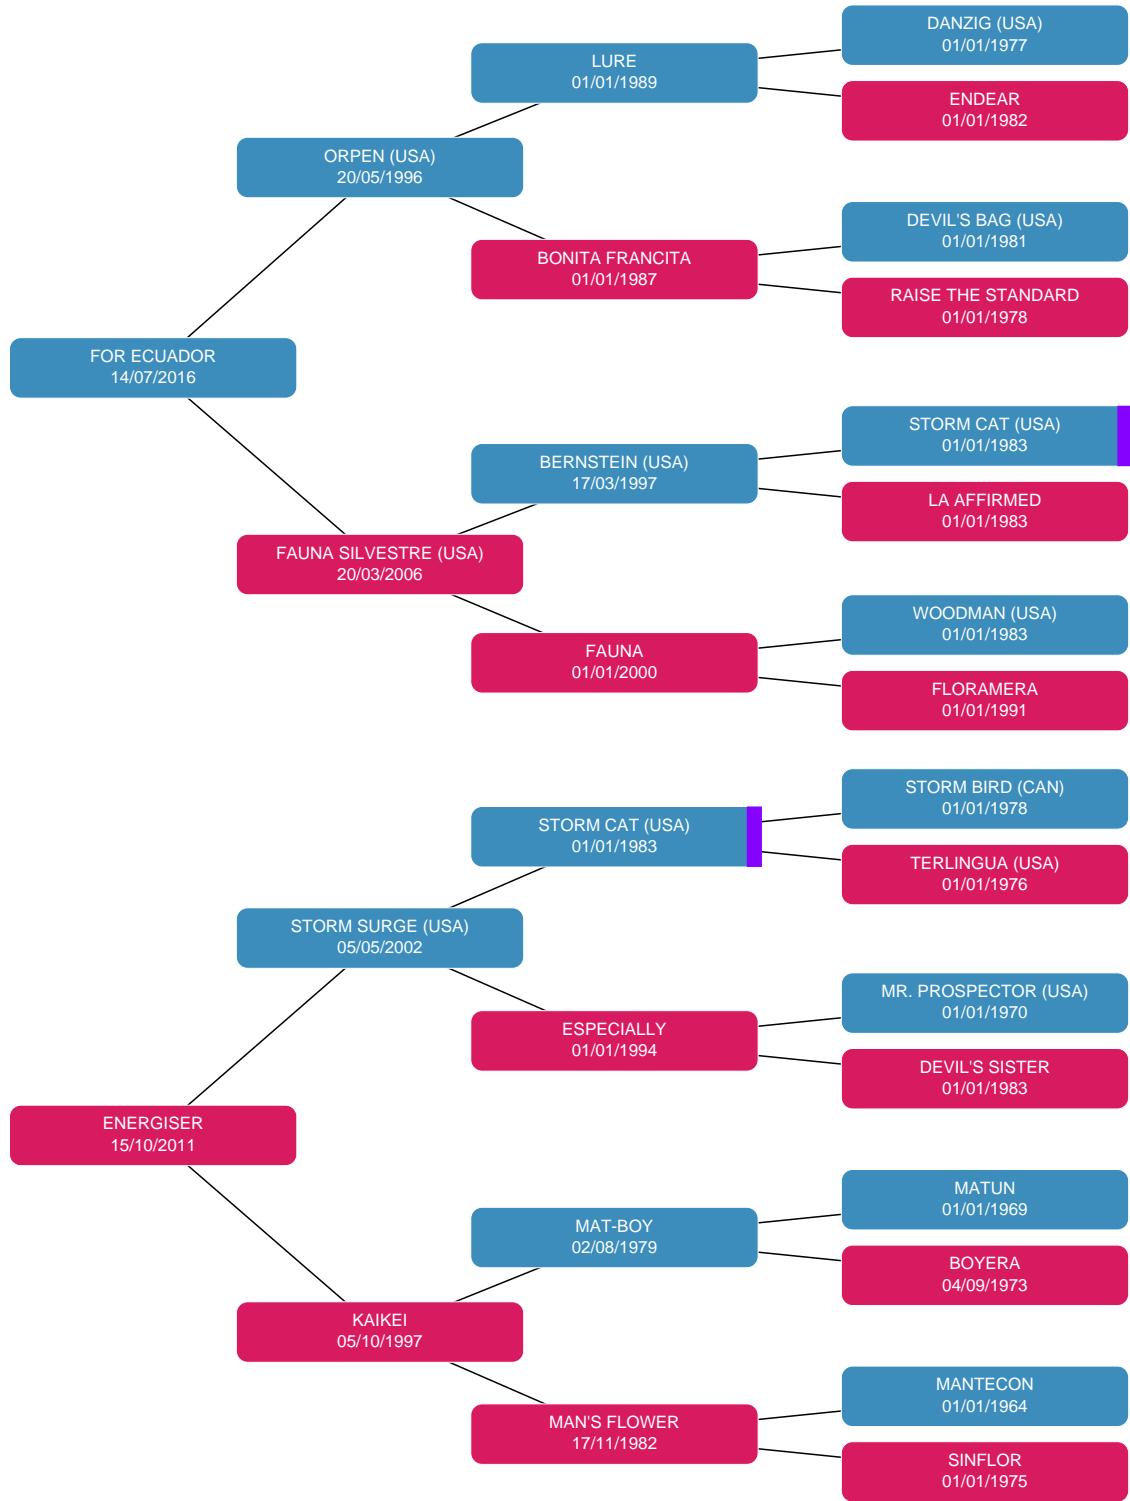 DANZIG (USA)
01/01/1977
LURE
01/01/1989
ENDEAR
01/01/1982
ORPEN (USA)
20/05/1996
DEVIL'S BAG (USA)
01/01/1981
BONITA FRANCITA
01/01/1987
RAISE THE STANDARD
01/01/1978
FOR ECUADOR
14/07/2016
STORM CAT (USA)
01/01/1983
BERNSTEIN (USA)
17/03/1997
LA AFFIRMED
01/01/1983
FAUNA SILVESTRE (USA)
20/03/2006
WOODMAN (USA)
01/01/1983
FAUNA
01/01/2000
FLORAMERA
01/01/1991
STORM BIRD (CAN)
01/01/1978
STORM CAT (USA)
01/01/1983
TERLINGUA (USA)
01/01/1976
STORM SURGE (USA)
05/05/2002
MR. PROSPECTOR (USA)
01/01/1970
ESPECIALLY
01/01/1994
DEVIL'S SISTER
01/01/1983
ENERGISER
15/10/2011
MATUN
01/01/1969
MAT-BOY
02/08/1979
BOYERA
04/09/1973
KAIKEI
05/10/1997
MANTECON
01/01/1964
MAN'S FLOWER
17/11/1982
SINFLOR
01/01/1975